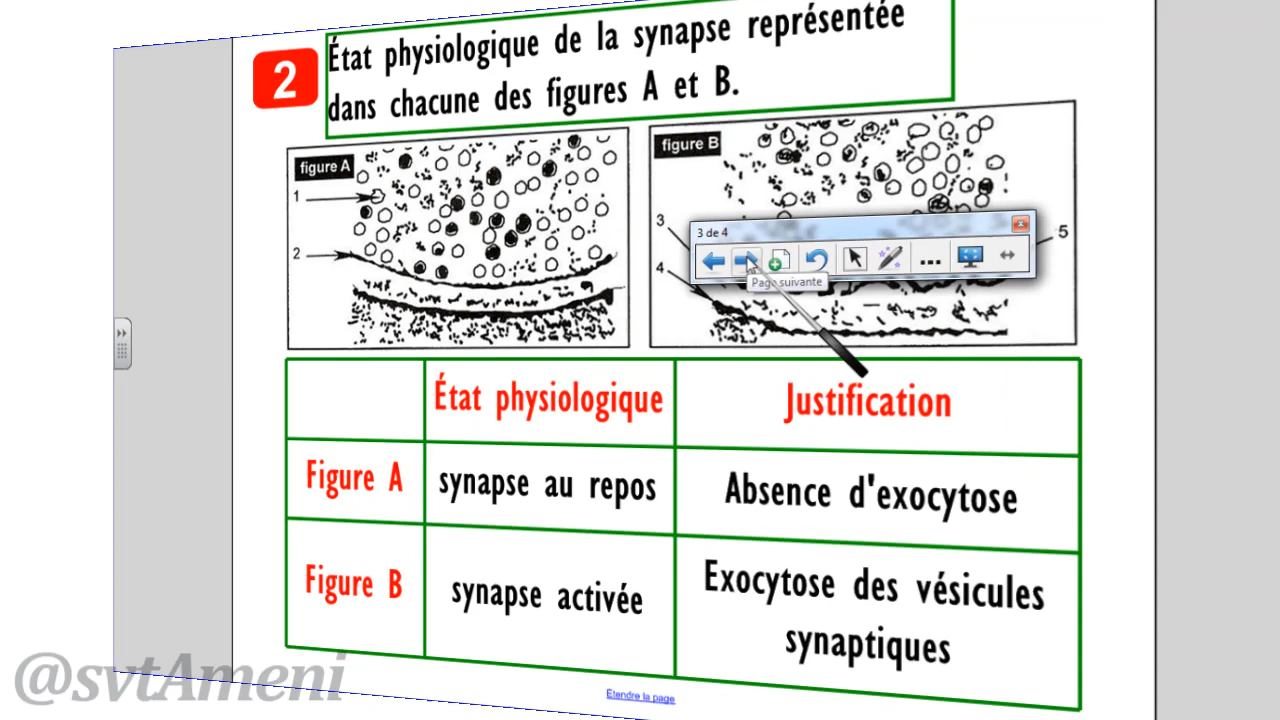 2
État physiologique de la synapse représentée
dans chacune des figures A et B.
figure A
1
2
figure B
3
4
5
3 de 4
Page suivante
État physiologique
Justification
Figure A
synapse au repos
Absence d'exocytose
Figure B
synapse activée
Exocytose des vésicules
synaptiques
@svtAmeni
Étendre la page